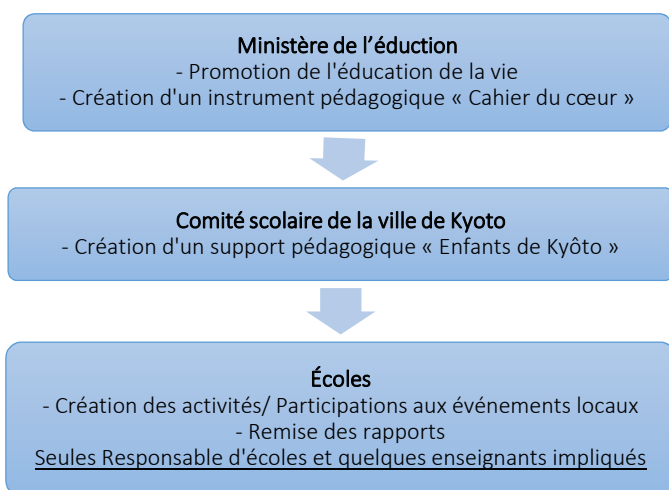 Ministère de l'éduction
- Promotion de l'éducation de la vie
- Création d'un instrument pédagogique « Cahier du cœur »
Comité scolaire de la ville de Kyoto
- Création d'un support pédagogique « Enfants de Kyôto »
Écoles
- Création des activités/ Participations aux événements locaux
- Remise des rapports
Seules Responsable d'écoles et quelques enseignants impliqués